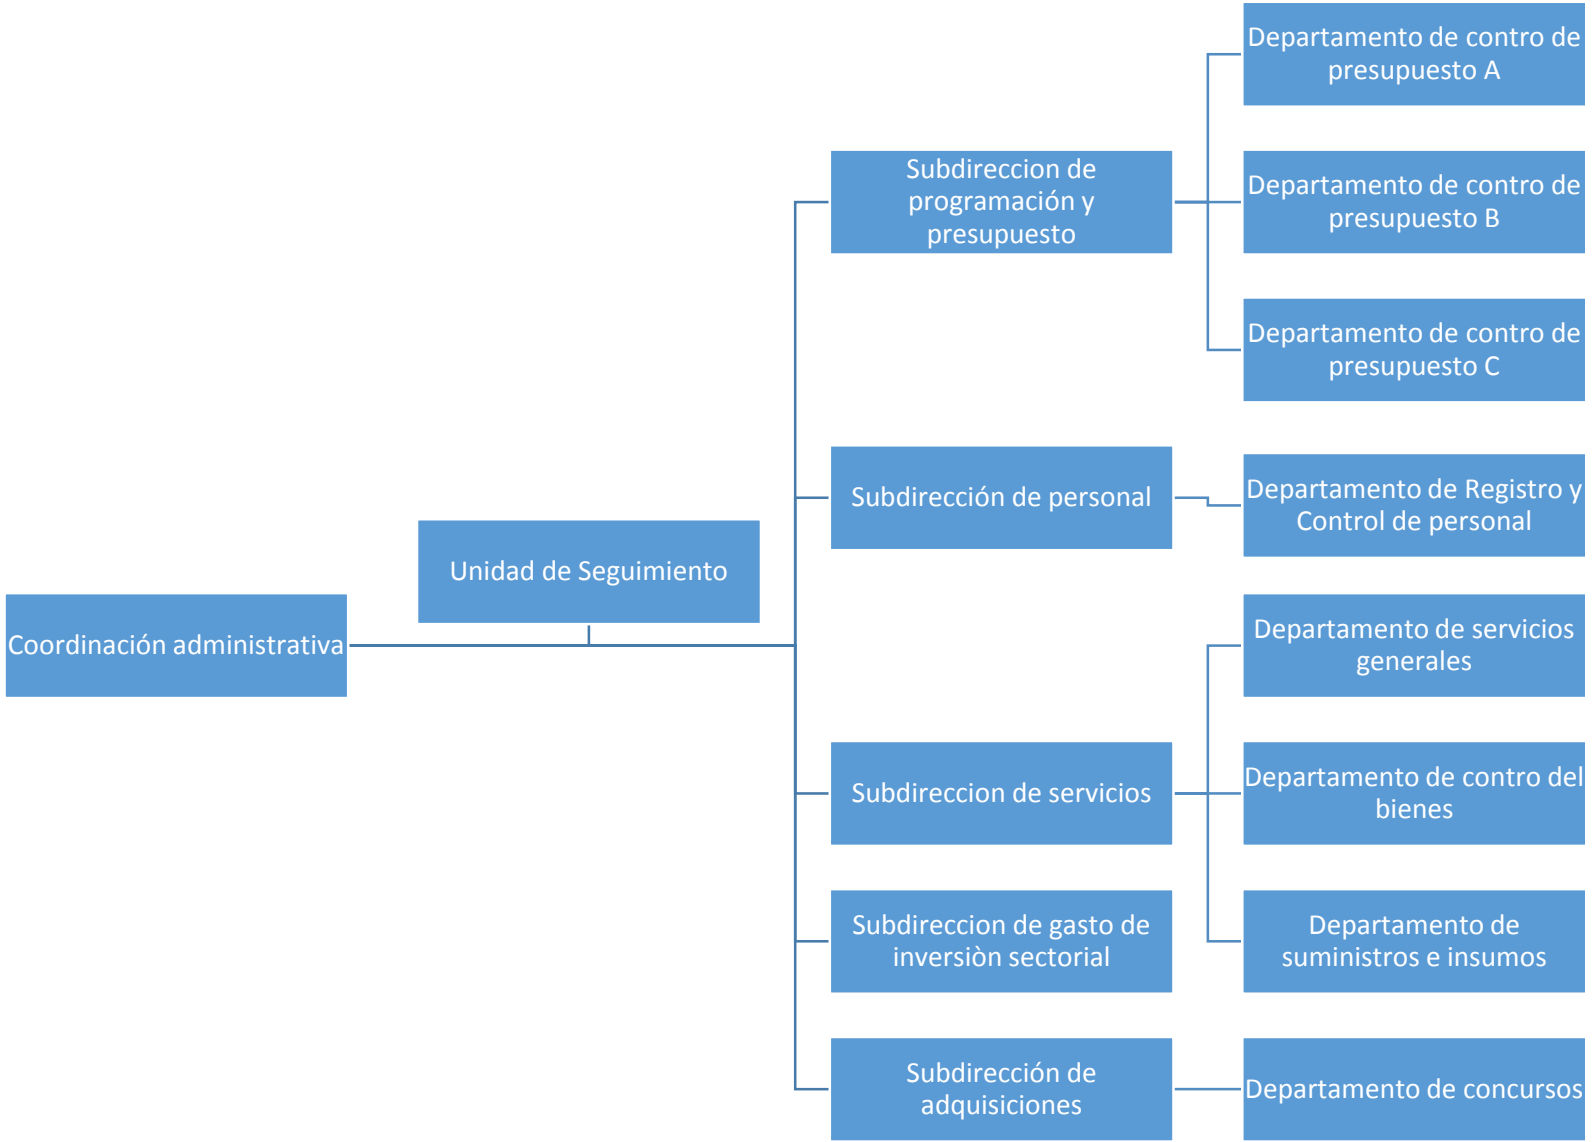 Coordinación administrativa
Unidad de Seguimiento
Subdireccion de
programación y
presupuesto
Departamento de contro de
presupuesto A
Departamento de contro de
presupuesto B
Departamento de contro de
presupuesto C
Subdirección de personal
Departamento de Registro y
Control de personal
Subdireccion de servicios
Departamento de servicios
generales
Departamento de contro del
bienes
Departamento de
suministros e insumos
Subdireccion de gasto de
inversiòn sectorial
Subdirección de
adquisiciones
Departamento de concursos